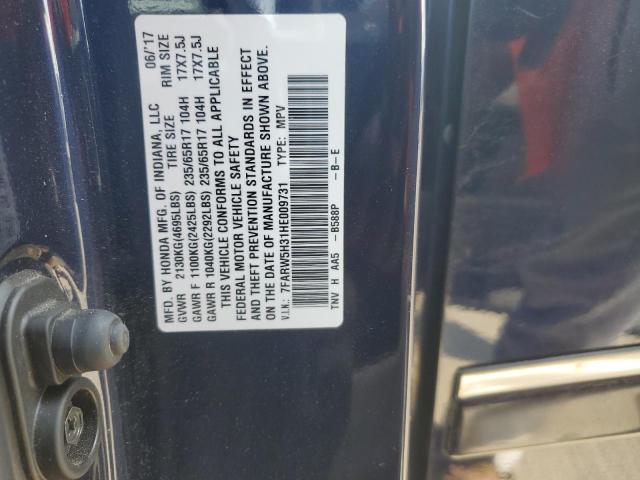 MFD. BY HONDA MFG. OF INDIANA, LLC 06/'17
GVWR 2130KG(4695LBS) TIRE SIZE RIM SIZE
GAWR F 1100KG(2425LBS) 235/65R17 104H 17X7.5J
GAWR R 1040KG(2292LBS) 235/65R17 104H 17X7.5J
THIS VEHICLE CONFORMS TO ALL APPLICABLE
FEDERAL MOTOR VEHICLE SAFETY
AND THEFT PREVENTION STANDARDS IN EFFECT
ON THE DATE OF MANUFACTURE SHOWN ABOVE.
V.I.N.: 7FARW5H31HE009731 TYPE: MPV
TNV H AA5 -B588P -B-E